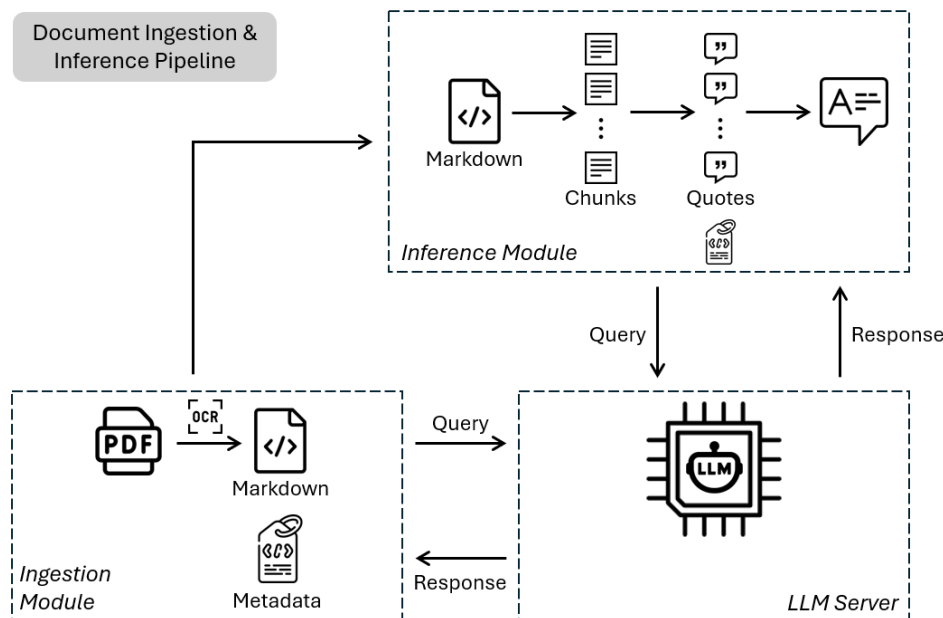 Document Ingestion &
Inference Pipeline
</>
Markdown
Chunks
Quotes
A
Inference Module
Query
Response
PDF
OCR
</>
Markdown
Metadata
Ingestion
Module
Query
Response
LLM
LLM Server